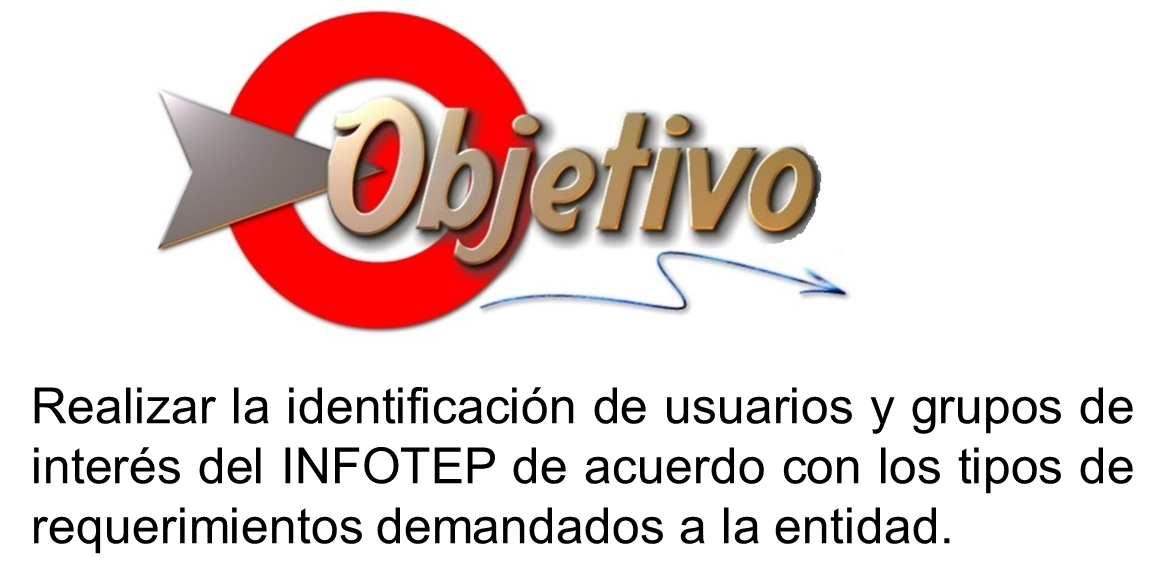 Objetivo
Realizar la identificación de usuarios y grupos de
interés del INFOTEP de acuerdo con los tipos de
requerimientos demandados a la entidad.